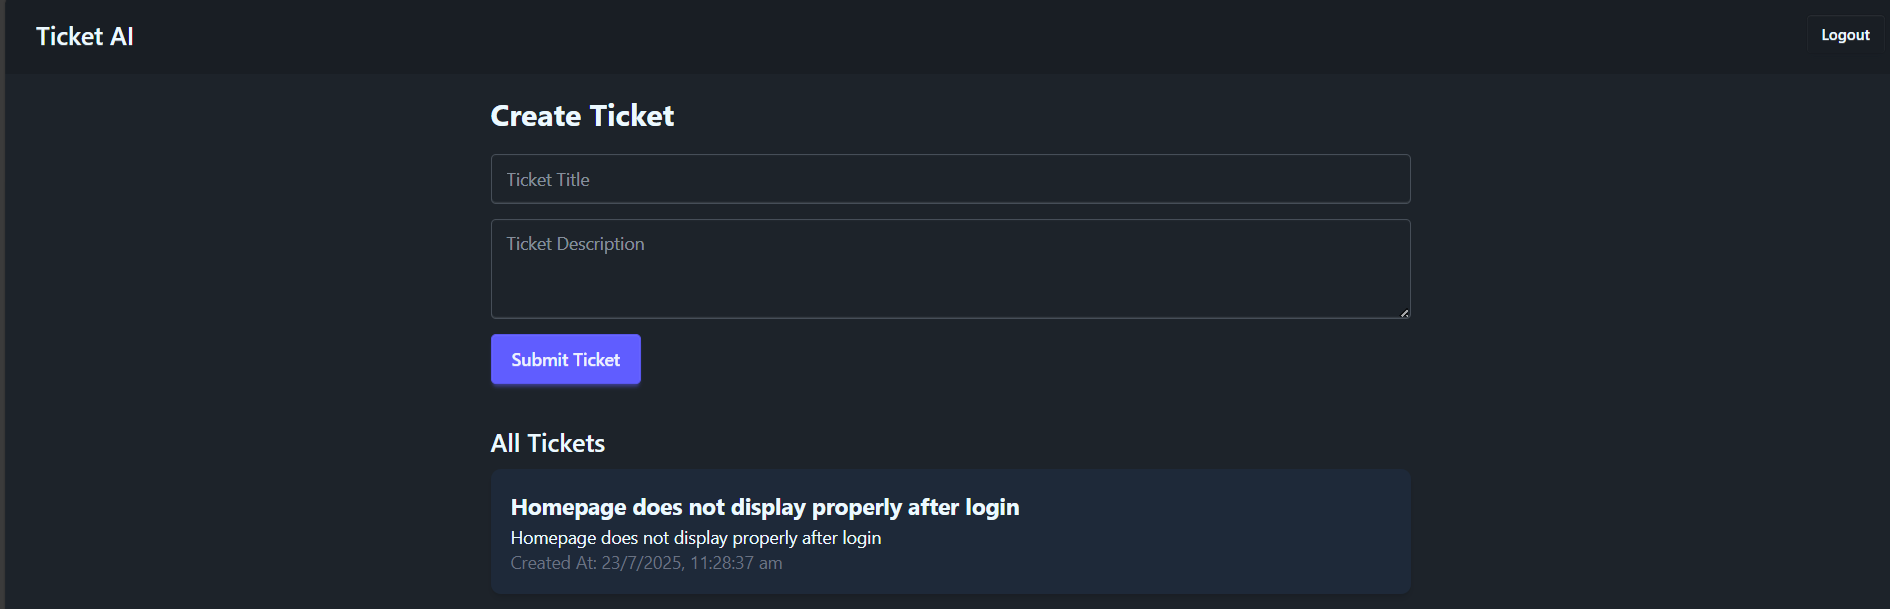 Ticket AI
Logout
Create Ticket
Ticket Title
Ticket Description
Submit Ticket
All Tickets
Homepage does not display properly after login
Homepage does not display properly after login
Created At: 23/7/2025, 11:28:37 am